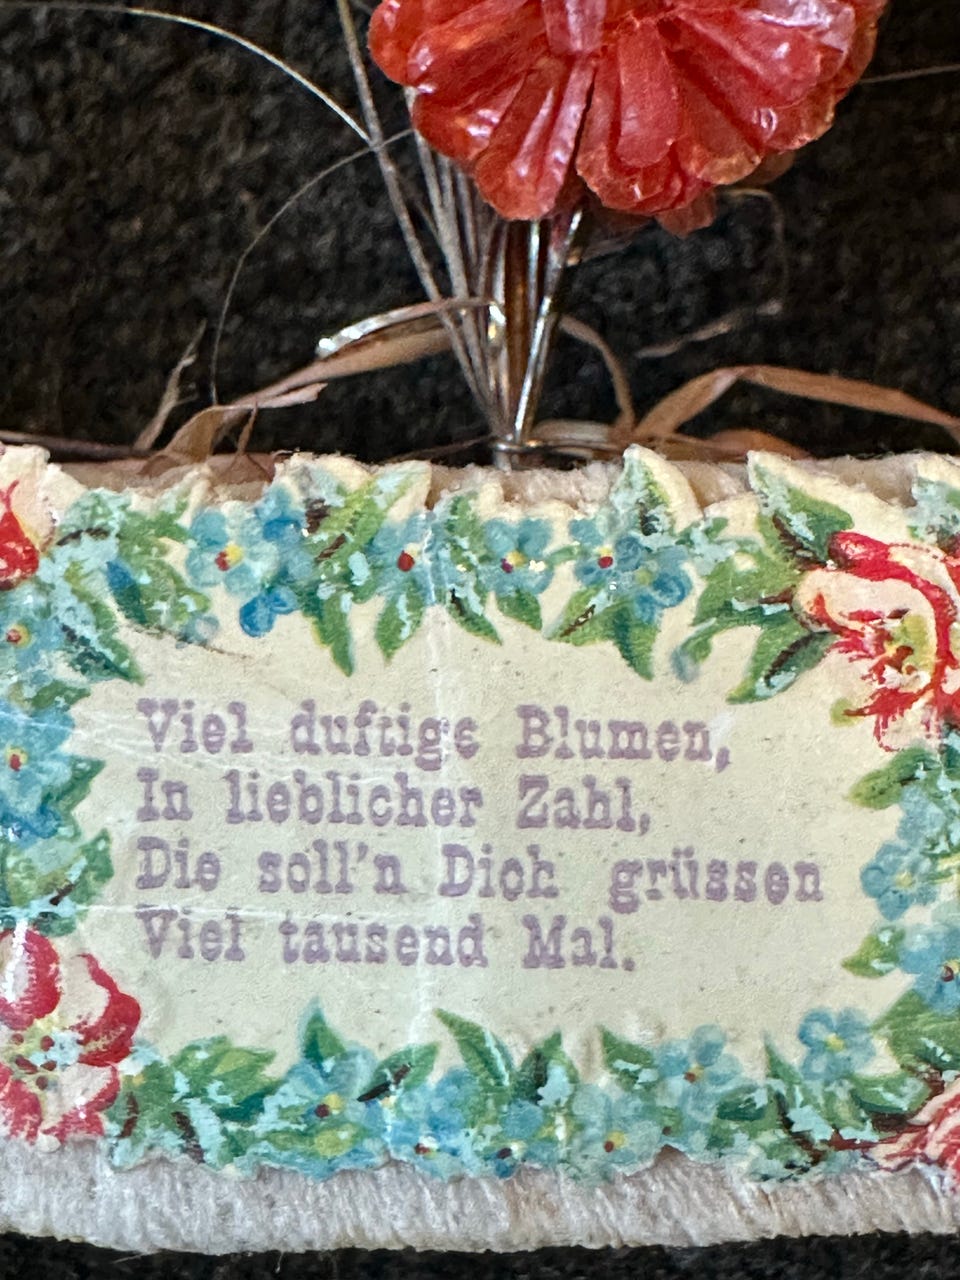 Viel duftige Blumen,
In lieblicher Zahl,
Die soll'n Dich grüssen
Viel tausend Mal.